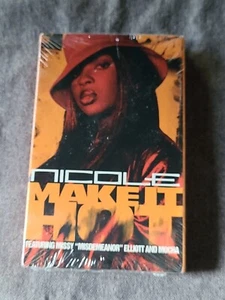 NICOLE
MAKE IT
HOT
FEATURING MISSY "MISDEMEANOR" ELLIOTT AND MOCHA